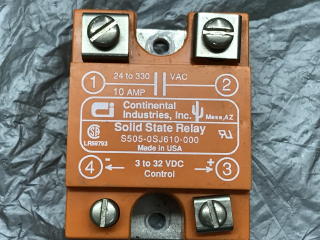 1 24 to 330 VAC 2
10 AMP
Continental
Industries, Inc. Mesa, AZ
Solid State Relay
S505-0SJ610-000
LR59793 Made in USA
4 - 3 to 32 VDC + 3
Control